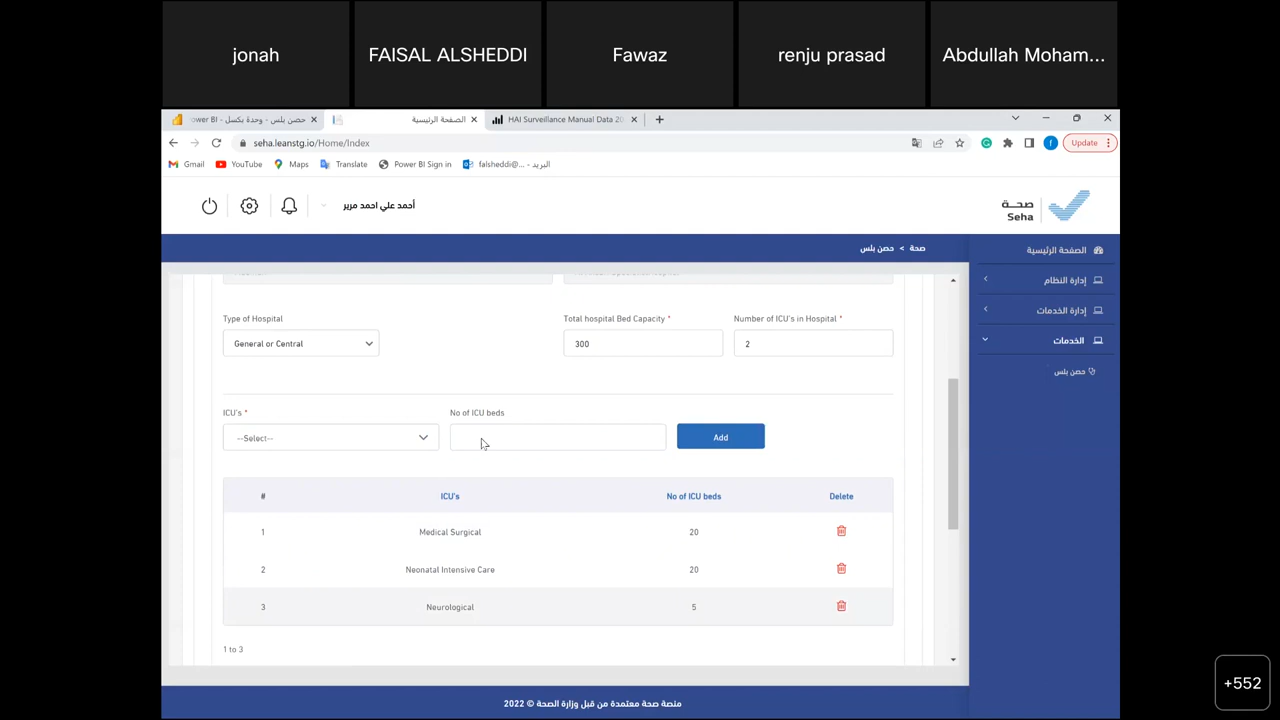 jonah
FAISAL ALSHEDDI
Fawaz
renju prasad
Abdullah Moham...
ower BI - حصن بلس - وحدة بكسل
الصفحة الرئيسية
HAI Surveillance Manual Data 20
seha.leanstg.io/Home/Index
Update
Gmail
YouTube
Maps
Translate
Power BI Sign in
falsheddi@... - البريد
أحمد علي احمد مرير
صحة
Seha
صحة > حصن بلس
الصفحة الرئيسية
إدارة النظام
إدارة الخدمات
الخدمات
حصن بلس
Type of Hospital
Total hospital Bed Capacity *
Number of ICU's in Hospital *
General or Central
300
2
ICU's *
No of ICU beds
--Select--
Add
# ICU's No of ICU beds Delete
1 Medical Surgical 20
2 Neonatal Intensive Care 20
3 Neurological 5
1 to 3
منصة صحة معتمدة من قبل وزارة الصحة © 2022
+552